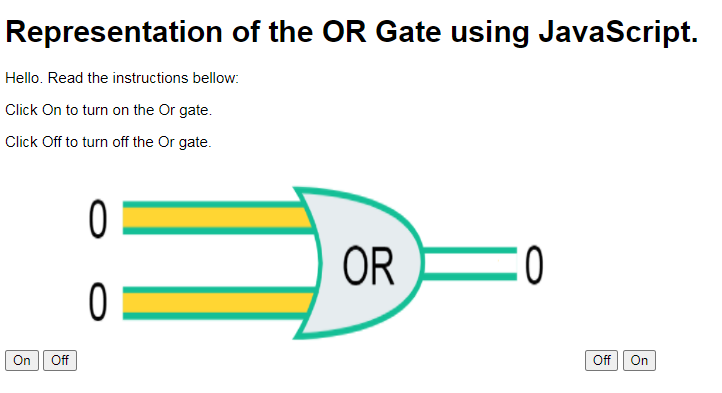 Representation of the OR Gate using JavaScript.
Hello. Read the instructions bellow:
Click On to turn on the Or gate.
Click Off to turn off the Or gate.
0
OR
0
0
On Off Off On